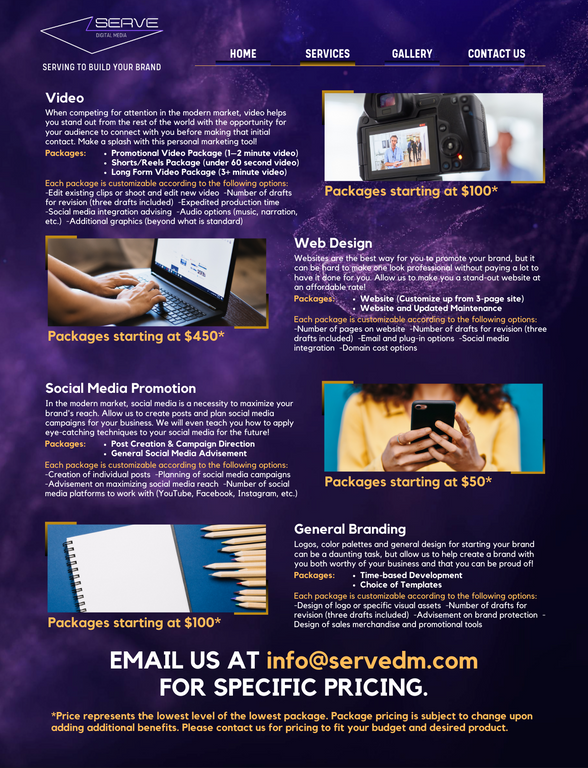 SERVE
DIGITAL MEDIA
SERVING TO BUILD YOUR BRAND
HOME
SERVICES
GALLERY
CONTACT US
Video
When competing for attention in the modern market, video helps
you stand out from the rest of the world with the opportunity for
your audience to connect with you before making that initial
contact. Make a splash with this personal marketing tool!
Packages: • Promotional Video Package (1—2 minute video)
• Shorts/Reels Package (under 60 second video)
• Long Form Video Package (3+ minute video)
Each package is customizable according to the following options:
-Edit existing clips or shoot and edit new video -Number of drafts
for revision (three drafts included) -Expedited production time
-Social media integration advising -Audio options (music, narration,
etc.) -Additional graphics (beyond what is standard)
Packages starting at $100*
Web Design
Websites are the best way for you to promote your brand, but it
can be hard to make one look professional without paying a lot to
have it done for you. Allow us to make you a stand-out website at
an affordable rate!
Packages: • Website (Customize up from 3-page site)
• Website and Updated Maintenance
Each package is customizable according to the following options:
-Number of pages on website -Number of drafts for revision (three
drafts included) -Email and plug-in options -Social media
integration -Domain cost options
Packages starting at $450*
Social Media Promotion
In the modern market, social media is a necessity to maximize your
brand's reach. Allow us to create posts and plan social media
campaigns for your business. We will even teach you how to apply
eye-catching techniques to your social media for the future!
Packages: • Post Creation & Campaign Direction
• General Social Media Advisement
Each package is customizable according to the following options:
-Creation of individual posts -Planning of social media campaigns
-Advisement on maximizing social media reach -Number of social
media platforms to work with (YouTube, Facebook, Instagram, etc.)
Packages starting at $50*
General Branding
Logos, color palettes and general design for starting your brand
can be a daunting task, but allow us to help create a brand with
you both worthy of your business and that you can be proud of!
Packages: • Time-based Development
• Choice of Templates
Each package is customizable according to the following options:
-Design of logo or specific visual assets -Number of drafts for
revision (three drafts included) -Advisement on brand protection -
Design of sales merchandise and promotional tools
Packages starting at $100*
EMAIL US AT info@servedm.com
FOR SPECIFIC PRICING.
*Price represents the lowest level of the lowest package. Package pricing is subject to change upon
adding additional benefits. Please contact us for pricing to fit your budget and desired product.